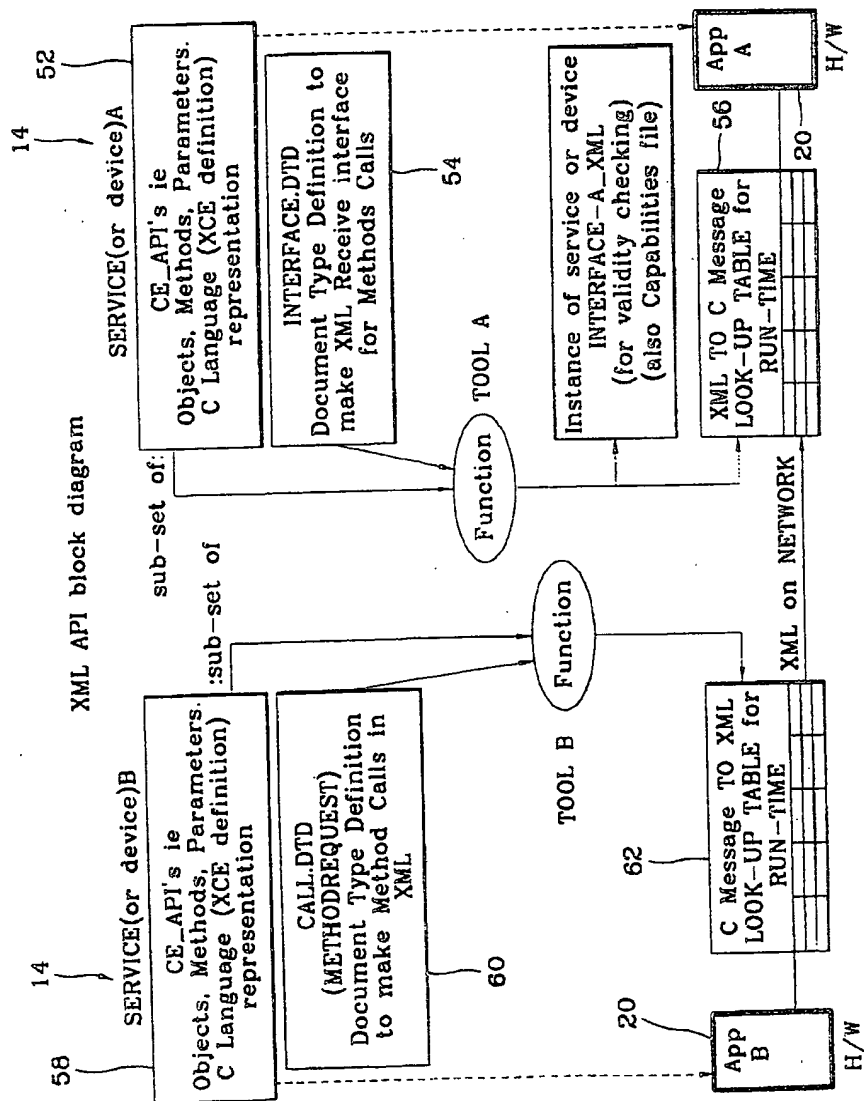 XML API block diagram
14
SERVICE(or device)B
58
CE_API's ie
Objects, Methods, Parameters.
C Language (XCE definition)
representation
:sub-set of
CALL.DTD
(METHODREQUEST)
Document Type Definition
to make Method Calls in
XML
60
TOOL B
Function
62
C Message TO XML
LOOK-UP TABLE for
RUN-TIME
20
App
B
H/W
XML on NETWORK
14
SERVICE(or device)A
52
CE_API's ie
Objects, Methods, Parameters.
C Language (XCE definition)
representation
sub-set of:
INTERFACE.DTD
Document Type Definition to
make XML Receive interface
for Methods Calls
54
Function
TOOL A
Instance of service or device
INTERFACE-A_XML
(for validity checking)
(also Capabilities file)
56
XML TO C Message
LOOK-UP TABLE for
RUN-TIME
20
App
A
H/W